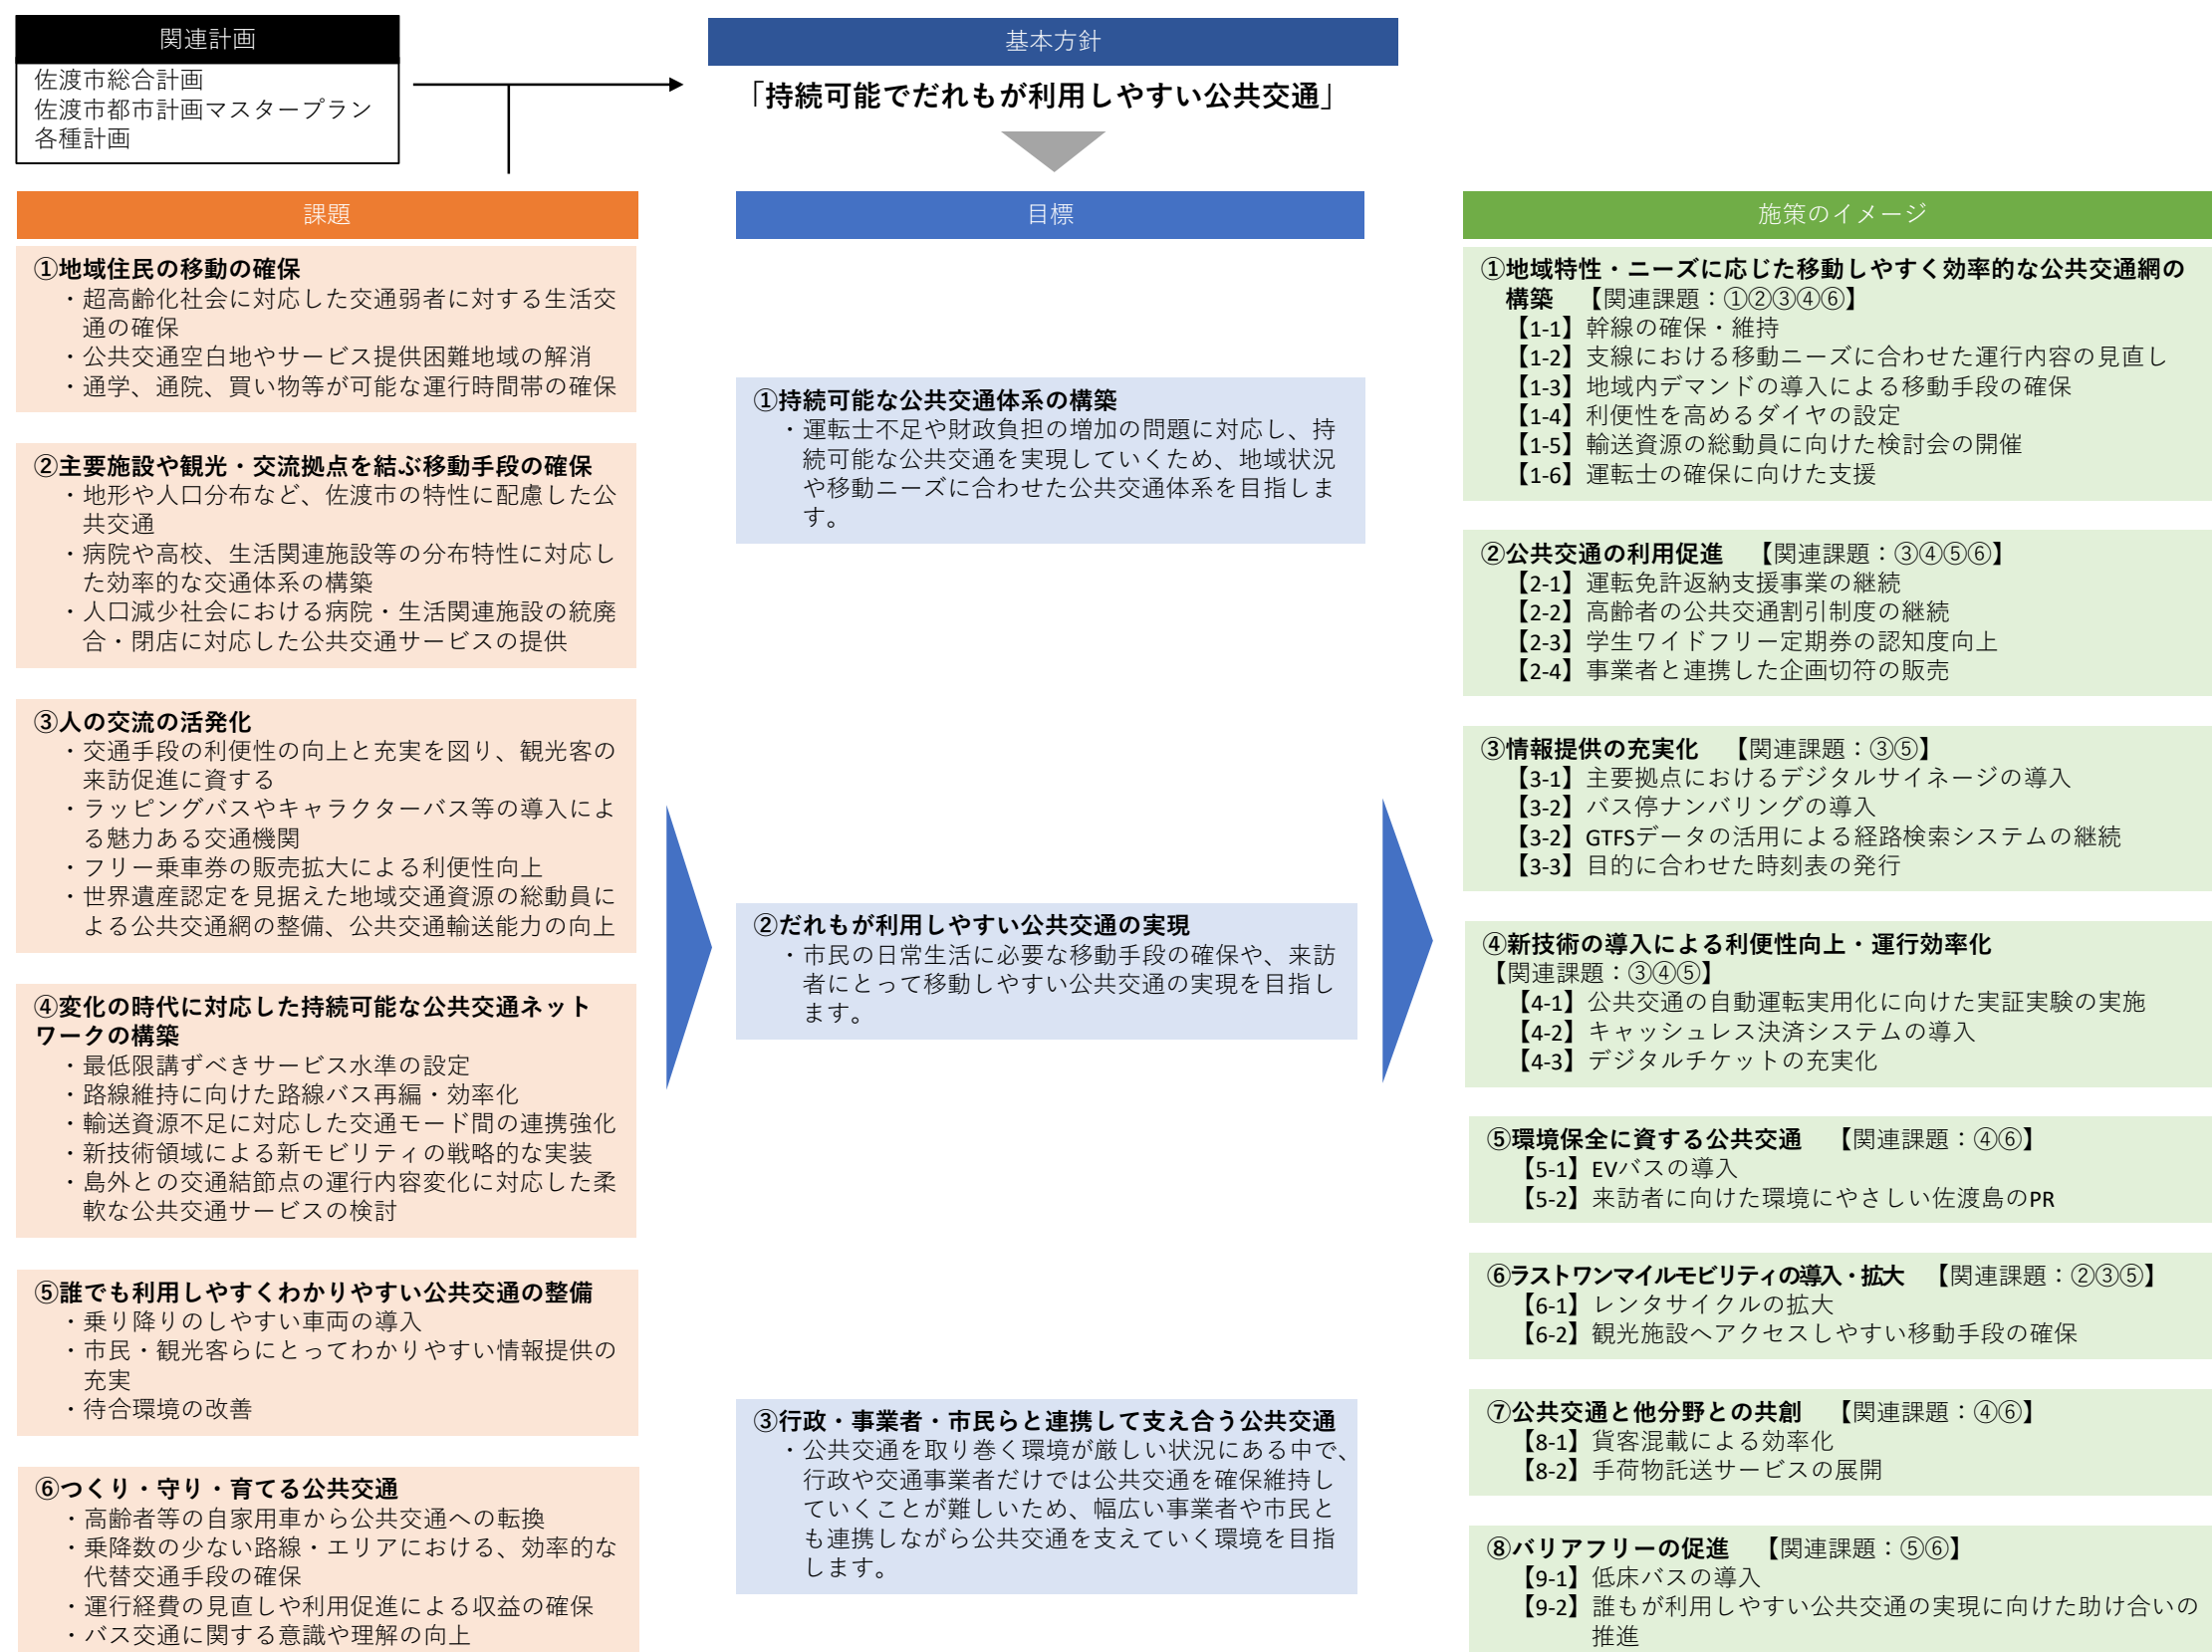 関連計画
佐渡市総合計画
佐渡市都市計画マスタープラン
各種計画
基本方針
「持続可能でだれもが利用しやすい公共交通」
課題
①地域住民の移動の確保
・超高齢化社会に対応した交通弱者に対する生活交
通の確保
・公共交通空白地やサービス提供困難地域の解消
・通学、通院、買い物等が可能な運行時間帯の確保
②主要施設や観光・交流拠点を結ぶ移動手段の確保
・地形や人口分布など、佐渡市の特性に配慮した公
共交通
・病院や高校、生活関連施設等の分布特性に対応し
た効率的な交通体系の構築
・人口減少社会における病院・生活関連施設の統廃
合・閉店に対応した公共交通サービスの提供
③人の交流の活発化
・交通手段の利便性の向上と充実を図り、観光客の
来訪促進に資する
・ラッピングバスやキャラクターバス等の導入によ
る魅力ある交通機関
・フリー乗車券の販売拡大による利便性向上
・世界遺産認定を見据えた地域交通資源の総動員に
よる公共交通網の整備、公共交通輸送能力の向上
④変化の時代に対応した持続可能な公共交通ネット
ワークの構築
・最低限講ずべきサービス水準の設定
・路線維持に向けた路線バス再編・効率化
・輸送資源不足に対応した交通モード間の連携強化
・新技術領域による新モビリティの戦略的な実装
・島外との交通結節点の運行内容変化に対応した柔
軟な公共交通サービスの検討
⑤誰でも利用しやすくわかりやすい公共交通の整備
・乗り降りのしやすい車両の導入
・市民・観光客らにとってわかりやすい情報提供の
充実
・待合環境の改善
⑥つくり・守り・育てる公共交通
・高齢者等の自家用車から公共交通への転換
・乗降数の少ない路線・エリアにおける、効率的な
代替交通手段の確保
・運行経費の見直しや利用促進による収益の確保
・バス交通に関する意識や理解の向上
目標
①持続可能な公共交通体系の構築
・運転士不足や財政負担の増加の問題に対応し、持
続可能な公共交通を実現していくため、地域状況
や移動ニーズに合わせた公共交通体系を目指しま
す。
②だれもが利用しやすい公共交通の実現
・市民の日常生活に必要な移動手段の確保や、来訪
者にとって移動しやすい公共交通の実現を目指し
ます。
③行政・事業者・市民らと連携して支え合う公共交通
・公共交通を取り巻く環境が厳しい状況にある中で、
行政や交通事業者だけでは公共交通を確保維持し
ていくことが難しいため、幅広い事業者や市民と
も連携しながら公共交通を支えていく環境を目指
します。
施策のイメージ
①地域特性・ニーズに応じた移動しやすく効率的な公共交通網の
構築　【関連課題：①②③④⑥】
【1-1】幹線の確保・維持
【1-2】支線における移動ニーズに合わせた運行内容の見直し
【1-3】地域内デマンドの導入による移動手段の確保
【1-4】利便性を高めるダイヤの設定
【1-5】輸送資源の総動員に向けた検討会の開催
【1-6】運転士の確保に向けた支援
②公共交通の利用促進　【関連課題：③④⑤⑥】
【2-1】運転免許返納支援事業の継続
【2-2】高齢者の公共交通割引制度の継続
【2-3】学生ワイドフリー定期券の認知度向上
【2-4】事業者と連携した企画切符の販売
③情報提供の充実化　【関連課題：③⑤】
【3-1】主要拠点におけるデジタルサイネージの導入
【3-2】バス停ナンバリングの導入
【3-2】GTFSデータの活用による経路検索システムの継続
【3-3】目的に合わせた時刻表の発行
④新技術の導入による利便性向上・運行効率化
【関連課題：③④⑤】
【4-1】公共交通の自動運転実用化に向けた実証実験の実施
【4-2】キャッシュレス決済システムの導入
【4-3】デジタルチケットの充実化
⑤環境保全に資する公共交通　【関連課題：④⑥】
【5-1】EVバスの導入
【5-2】来訪者に向けた環境にやさしい佐渡島のPR
⑥ラストワンマイルモビリティの導入・拡大　【関連課題：②③⑤】
【6-1】レンタサイクルの拡大
【6-2】観光施設へアクセスしやすい移動手段の確保
⑦公共交通と他分野との共創　【関連課題：④⑥】
【8-1】貨客混載による効率化
【8-2】手荷物託送サービスの展開
⑧バリアフリーの促進　【関連課題：⑤⑥】
【9-1】低床バスの導入
【9-2】誰もが利用しやすい公共交通の実現に向けた助け合いの
推進